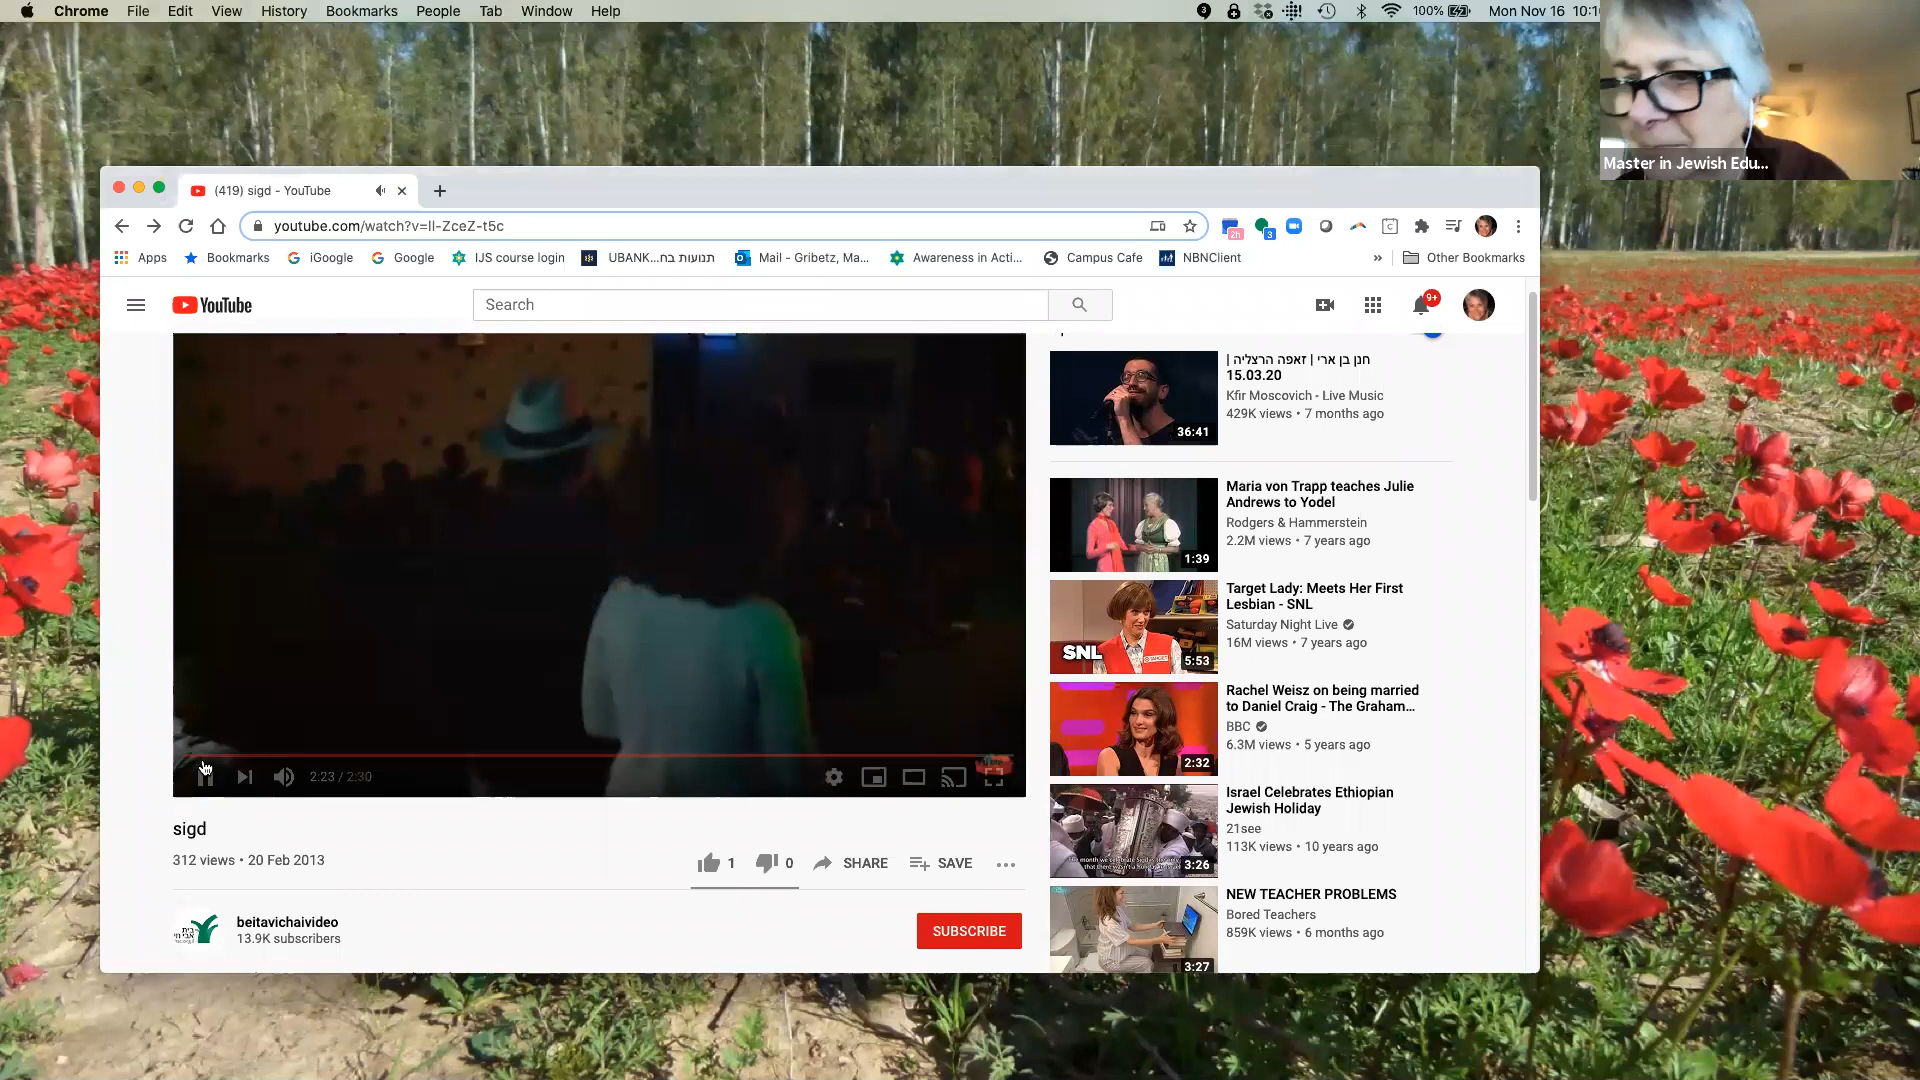 Chrome File Edit View History Bookmarks People Tab Window Help
100% Mon Nov 16
Master in Jewish Edu...
(419) sigd - YouTube
youtube.com/watch?v=lI-ZceZ-t5c
2h
3
Apps Bookmarks iGoogle Google IJS course login UBANK...תנועות בח Mail - Gribetz, Ma... Awareness in Acti... Campus Cafe NBNClient » Other Bookmarks
YouTube
Search
9+
חנן בן ארי | זאפה הרצליה |
15.03.20
Kfir Moscovich - Live Music
429K views • 7 months ago
36:41
Maria von Trapp teaches Julie
Andrews to Yodel
Rodgers & Hammerstein
2.2M views • 7 years ago
1:39
Target Lady: Meets Her First
Lesbian - SNL
Saturday Night Live
16M views • 7 years ago
SNL
5:53
Rachel Weisz on being married
to Daniel Craig - The Graham...
BBC
6.3M views • 5 years ago
2:32
Israel Celebrates Ethiopian
Jewish Holiday
21see
113K views • 10 years ago
3:26
NEW TEACHER PROBLEMS
Bored Teachers
859K views • 6 months ago
3:27
2:23 / 2:30
sigd
312 views • 20 Feb 2013
1 0 SHARE SAVE
בית אבי חי
beitavichaivideo
13.9K subscribers
SUBSCRIBE